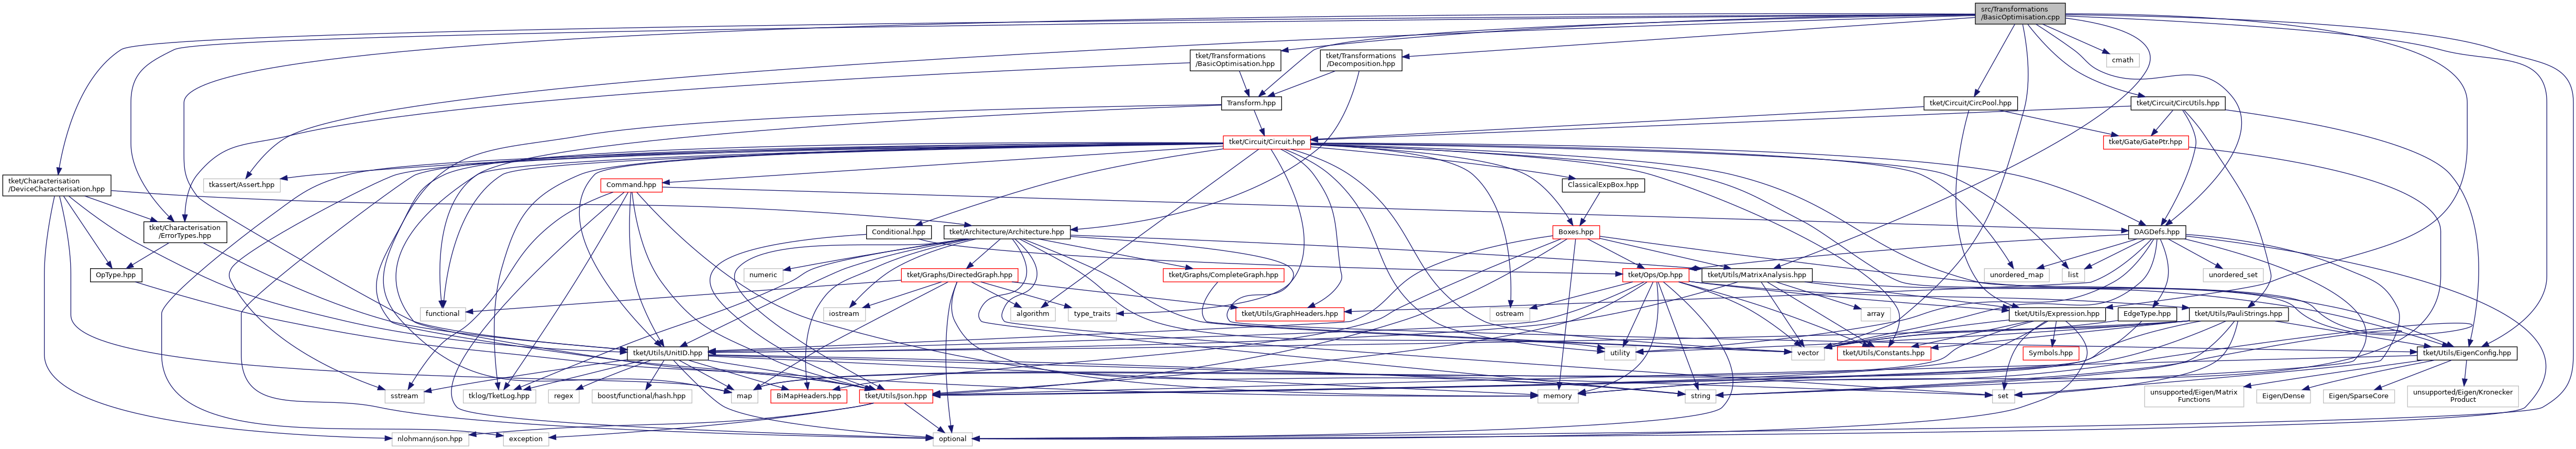 src/Transformations
/BasicOptimisation.cpp
tket/Transformations
/BasicOptimisation.hpp
tket/Transformations
/Decomposition.hpp
cmath
Transform.hpp
tket/Circuit/CircPool.hpp
tket/Circuit/CircUtils.hpp
tket/Circuit/Circuit.hpp
tket/Gate/GatePtr.hpp
tket/Characterisation
/DeviceCharacterisation.hpp
tkassert/Assert.hpp
Command.hpp
ClassicalExpBox.hpp
tket/Characterisation
/ErrorTypes.hpp
Conditional.hpp
tket/Architecture/Architecture.hpp
Boxes.hpp
DAGDefs.hpp
OpType.hpp
numeric
tket/Graphs/DirectedGraph.hpp
tket/Graphs/CompleteGraph.hpp
tket/Ops/Op.hpp
tket/Utils/MatrixAnalysis.hpp
unordered_map
list
unordered_set
functional
iostream
algorithm
type_traits
tket/Utils/GraphHeaders.hpp
ostream
array
tket/Utils/Expression.hpp
EdgeType.hpp
tket/Utils/PauliStrings.hpp
tket/Utils/UnitID.hpp
utility
vector
tket/Utils/Constants.hpp
Symbols.hpp
tket/Utils/EigenConfig.hpp
sstream
tklog/TketLog.hpp
regex
boost/functional/hash.hpp
map
BiMapHeaders.hpp
tket/Utils/Json.hpp
memory
string
set
unsupported/Eigen/Matrix
Functions
Eigen/Dense
Eigen/SparseCore
unsupported/Eigen/Kronecker
Product
nlohmann/json.hpp
exception
optional